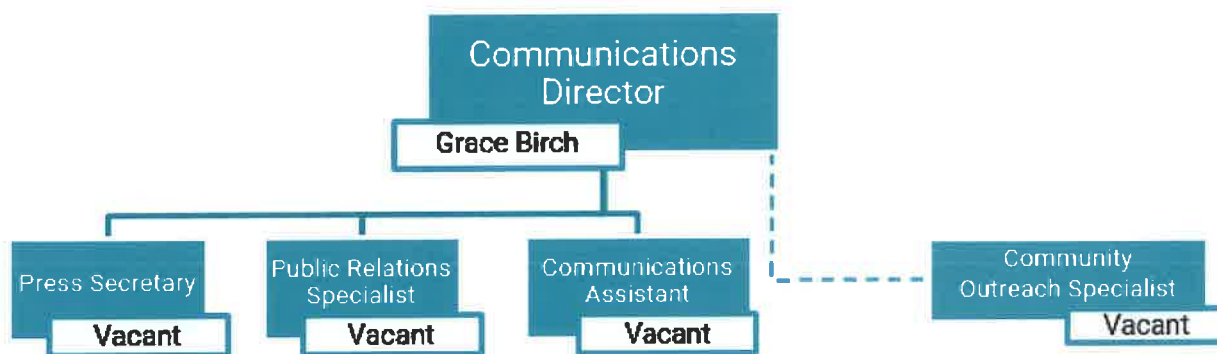 Communications
Director
Grace Birch
Press Secretary
Vacant
Public Relations
Specialist
Vacant
Communications
Assistant
Vacant
Community
Outreach Specialist
Vacant